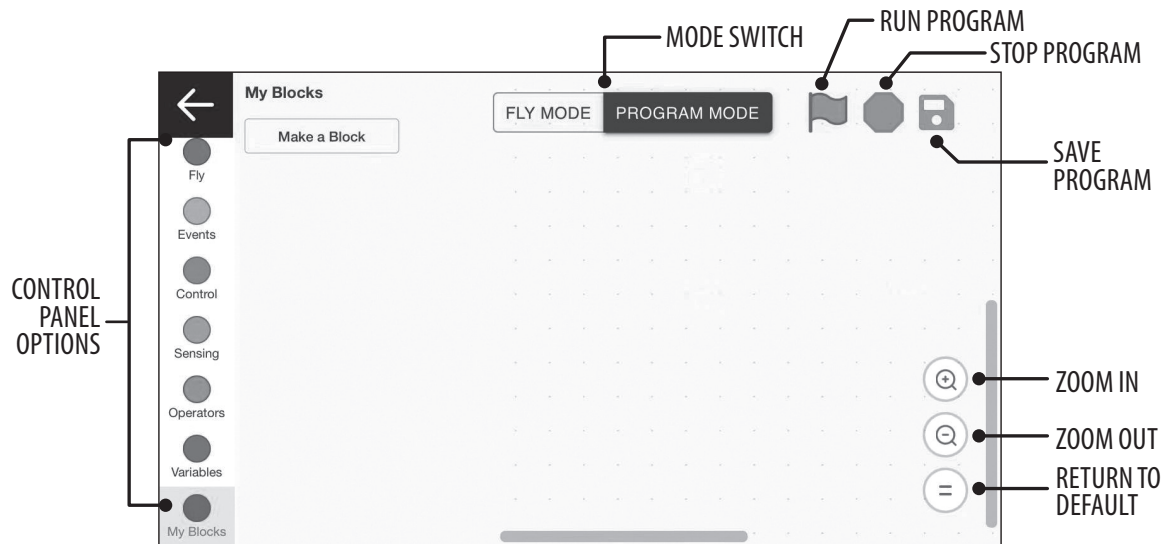 RUN PROGRAM
MODE SWITCH
STOP PROGRAM
My Blocks
FLY MODE
PROGRAM MODE
Make a Block
SAVE
PROGRAM
Fly
Events
Control
CONTROL
PANEL
OPTIONS
Sensing
Operators
Variables
My Blocks
ZOOM IN
ZOOM OUT
RETURN TO
DEFAULT